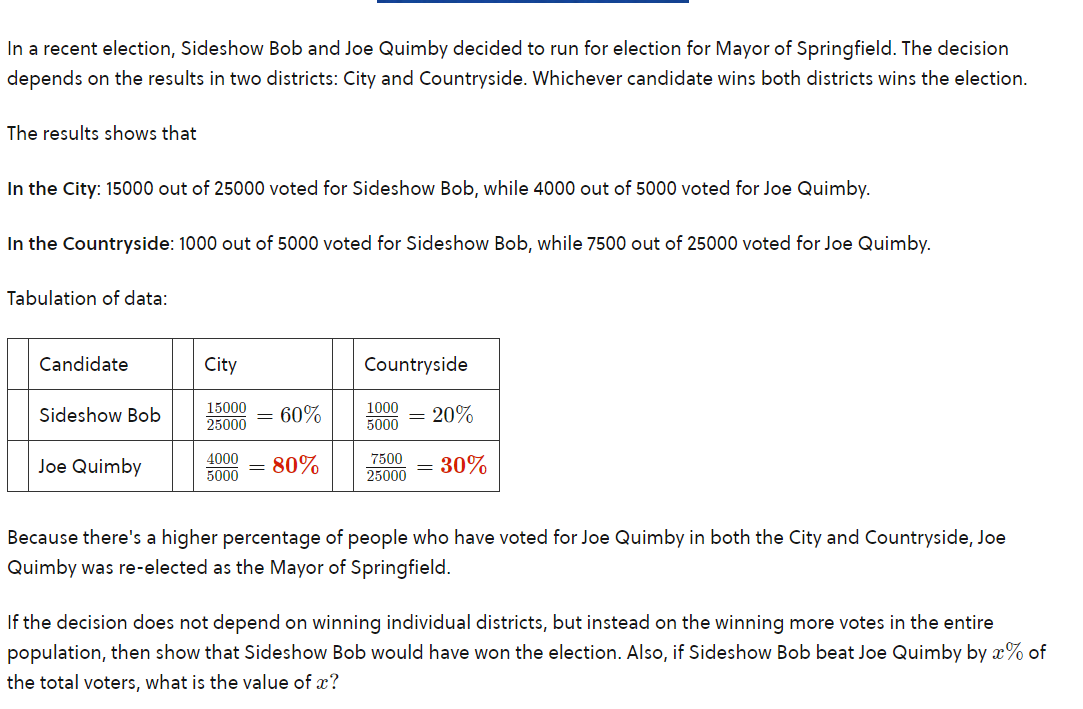 In a recent election, Sideshow Bob and Joe Quimby decided to run for election for Mayor of Springfield. The decision
depends on the results in two districts: City and Countryside. Whichever candidate wins both districts wins the election.
The results shows that
In the City: 15000 out of 25000 voted for Sideshow Bob, while 4000 out of 5000 voted for Joe Quimby.
In the Countryside: 1000 out of 5000 voted for Sideshow Bob, while 7500 out of 25000 voted for Joe Quimby.
Tabulation of data:
Candidate City Countryside
Sideshow Bob 15000/25000 = 60% 1000/5000 = 20%
Joe Quimby 4000/5000 = 80% 7500/25000 = 30%
Because there's a higher percentage of people who have voted for Joe Quimby in both the City and Countryside, Joe
Quimby was re-elected as the Mayor of Springfield.
If the decision does not depend on winning individual districts, but instead on the winning more votes in the entire
population, then show that Sideshow Bob would have won the election. Also, if Sideshow Bob beat Joe Quimby by x% of
the total voters, what is the value of x?